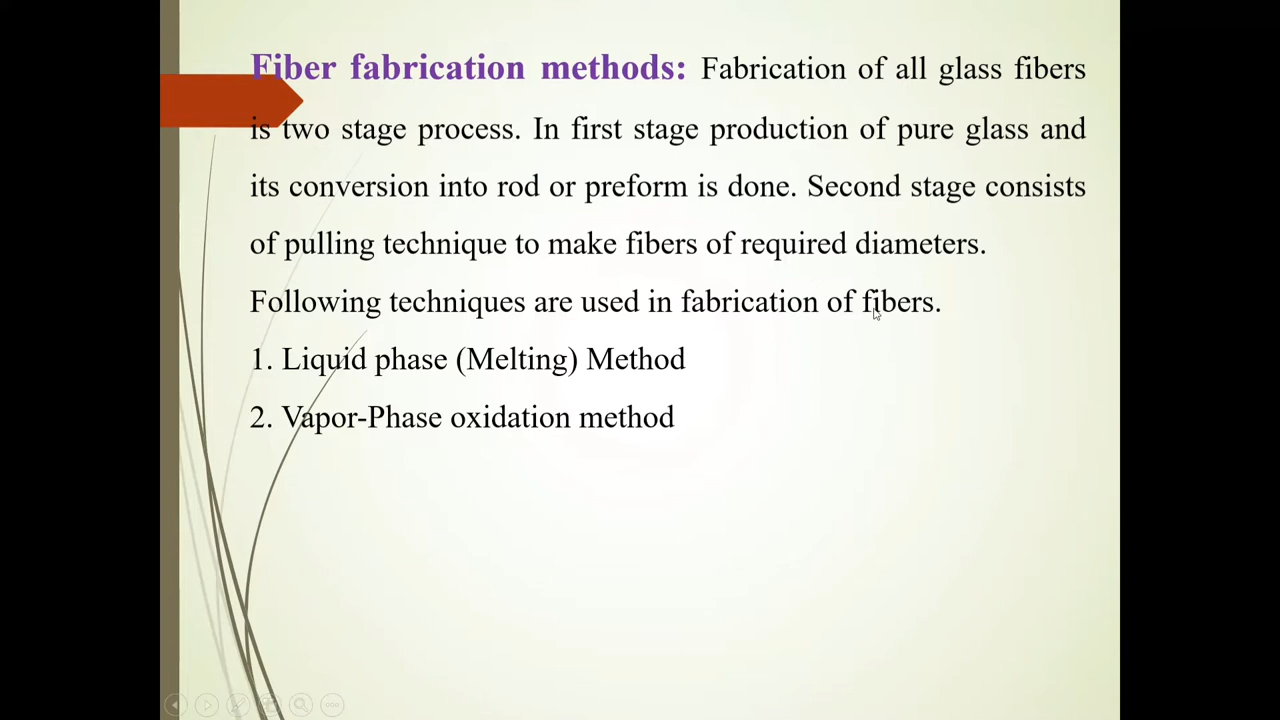 Fiber fabrication methods: Fabrication of all glass fibers
is two stage process. In first stage production of pure glass and
its conversion into rod or preform is done. Second stage consists
of pulling technique to make fibers of required diameters.
Following techniques are used in fabrication of fibers.
1. Liquid phase (Melting) Method
2. Vapor-Phase oxidation method